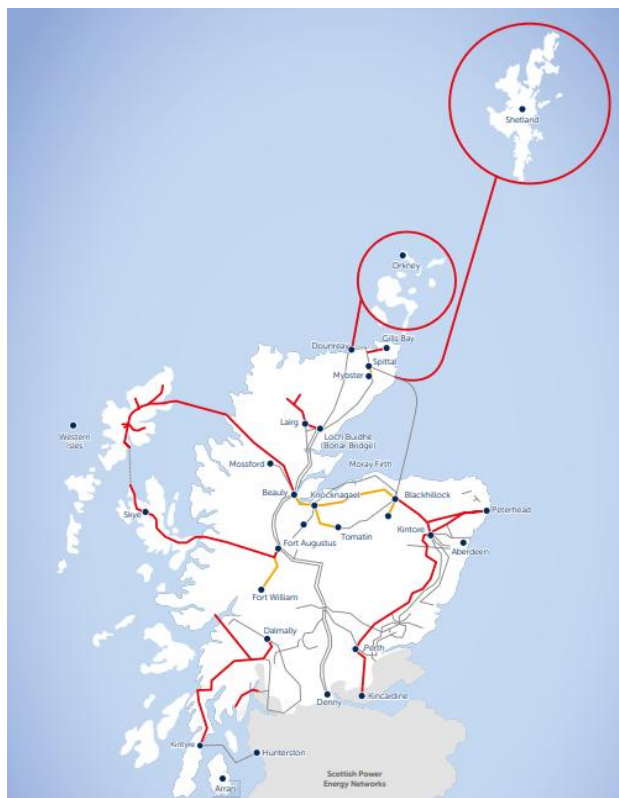 Shetland
Orkney
Dounreay
Gills Bay
Spittal
Mybster
Lairg
Loch Buidhe
(Bonar Bridge)
Western
Isles
Mossford
Moray Firth
Beauly
Knocknagael
Blackhillock
Peterhead
Skye
Kintore
Tomatin
Aberdeen
Fort Augustus
Fort William
Dalmally
Perth
Denny
Kincardine
Kintyre
Hunterston
Scottish Power
Energy Networks
Arran